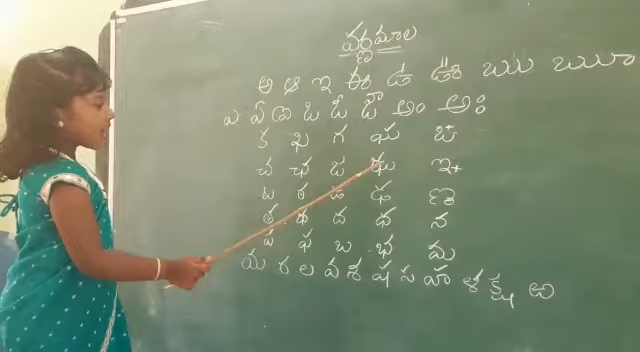 వర్ణమాల
అ ఆ ఇ ఈ ఉ ఊ ఋ ౠ
ఎ ఏ ఐ ఒ ఓ ఔ అం అః
క ఖ గ ఘ ఙ
చ ఛ జ ఝ ఞ
ట ఠ డ ఢ ణ
త థ ద ధ న
ప ఫ బ భ మ
య ర ల వ శ ష స హ ళ క్ష ఱ